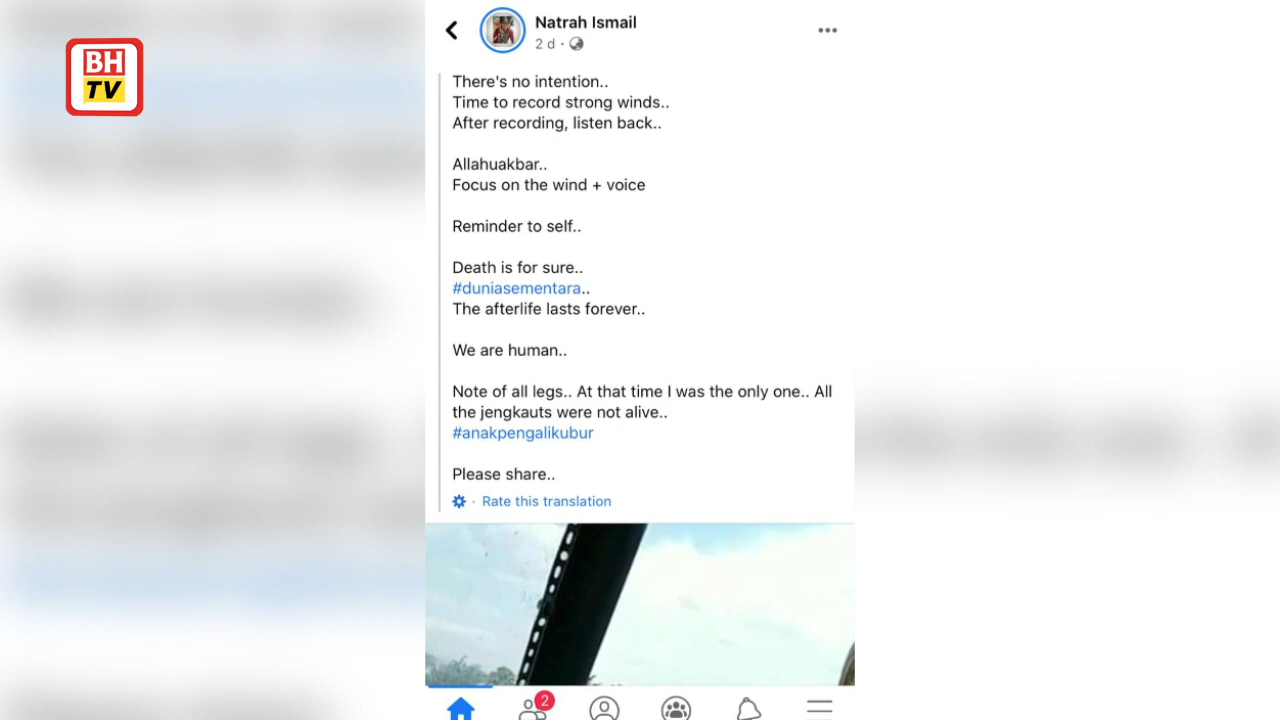 BH
TV
Natrah Ismail
2 d ·
There's no intention..
Time to record strong winds..
After recording, listen back..
Allahuakbar..
Focus on the wind + voice
Reminder to self..
Death is for sure..
#duniasementara..
The afterlife lasts forever..
We are human..
Note of all legs.. At that time I was the only one.. All
the jengkauts were not alive..
#anakpengalikubur
Please share..
· Rate this translation
2